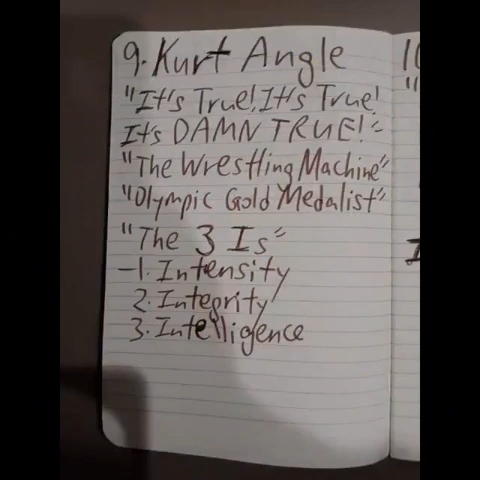 9. Kurt Angle
"It's True! It's True!
It's DAMN TRUE!"
"The Wrestling Machine"
"Olympic Gold Medalist"
"The 3 Is"
-1. Intensity
2. Integrity
3. Intelligence
10
"
I